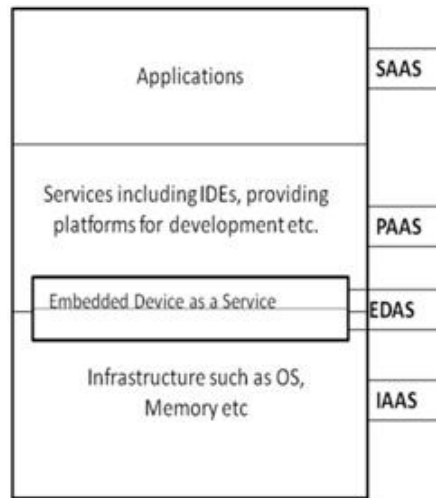 Applications
SAAS
Services including IDEs, providing
platforms for development etc.
PAAS
Embedded Device as a Service
EDAS
Infrastructure such as OS,
Memory etc
IAAS